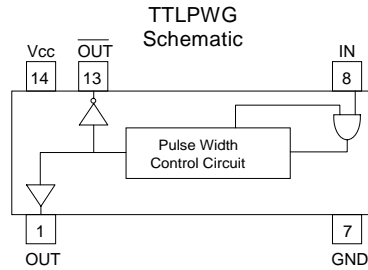 TTLPWG
Schematic
Vcc
OUT
IN
14
13
8
Pulse Width
Control Circuit
1
7
OUT
GND